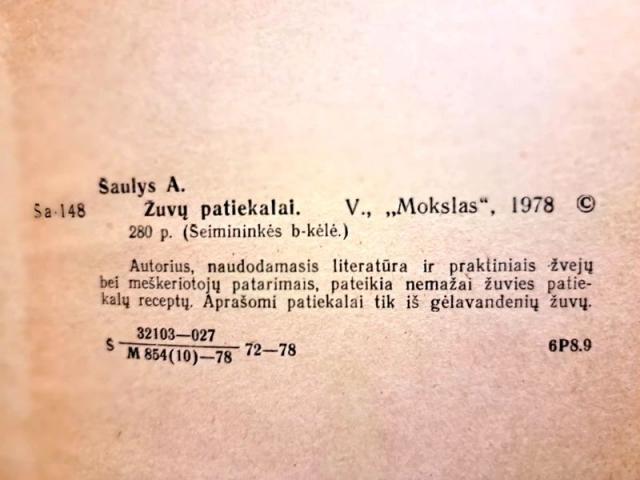 Šaulys A.
Ša-148 Žuvų patiekalai. V., „Mokslas“, 1978 ©
280 p. (Šeimininkės b-kėlė.)
Autorius, naudodamasis literatūra ir praktiniais žvejų
bei meškeriotojų patarimais, pateikia nemažai žuvies patie-
kalų receptų. Aprašomi patiekalai tik iš gėlavandenių žuvų.
Š 32103—027
M 854(10)—78 72—78 6P8.9